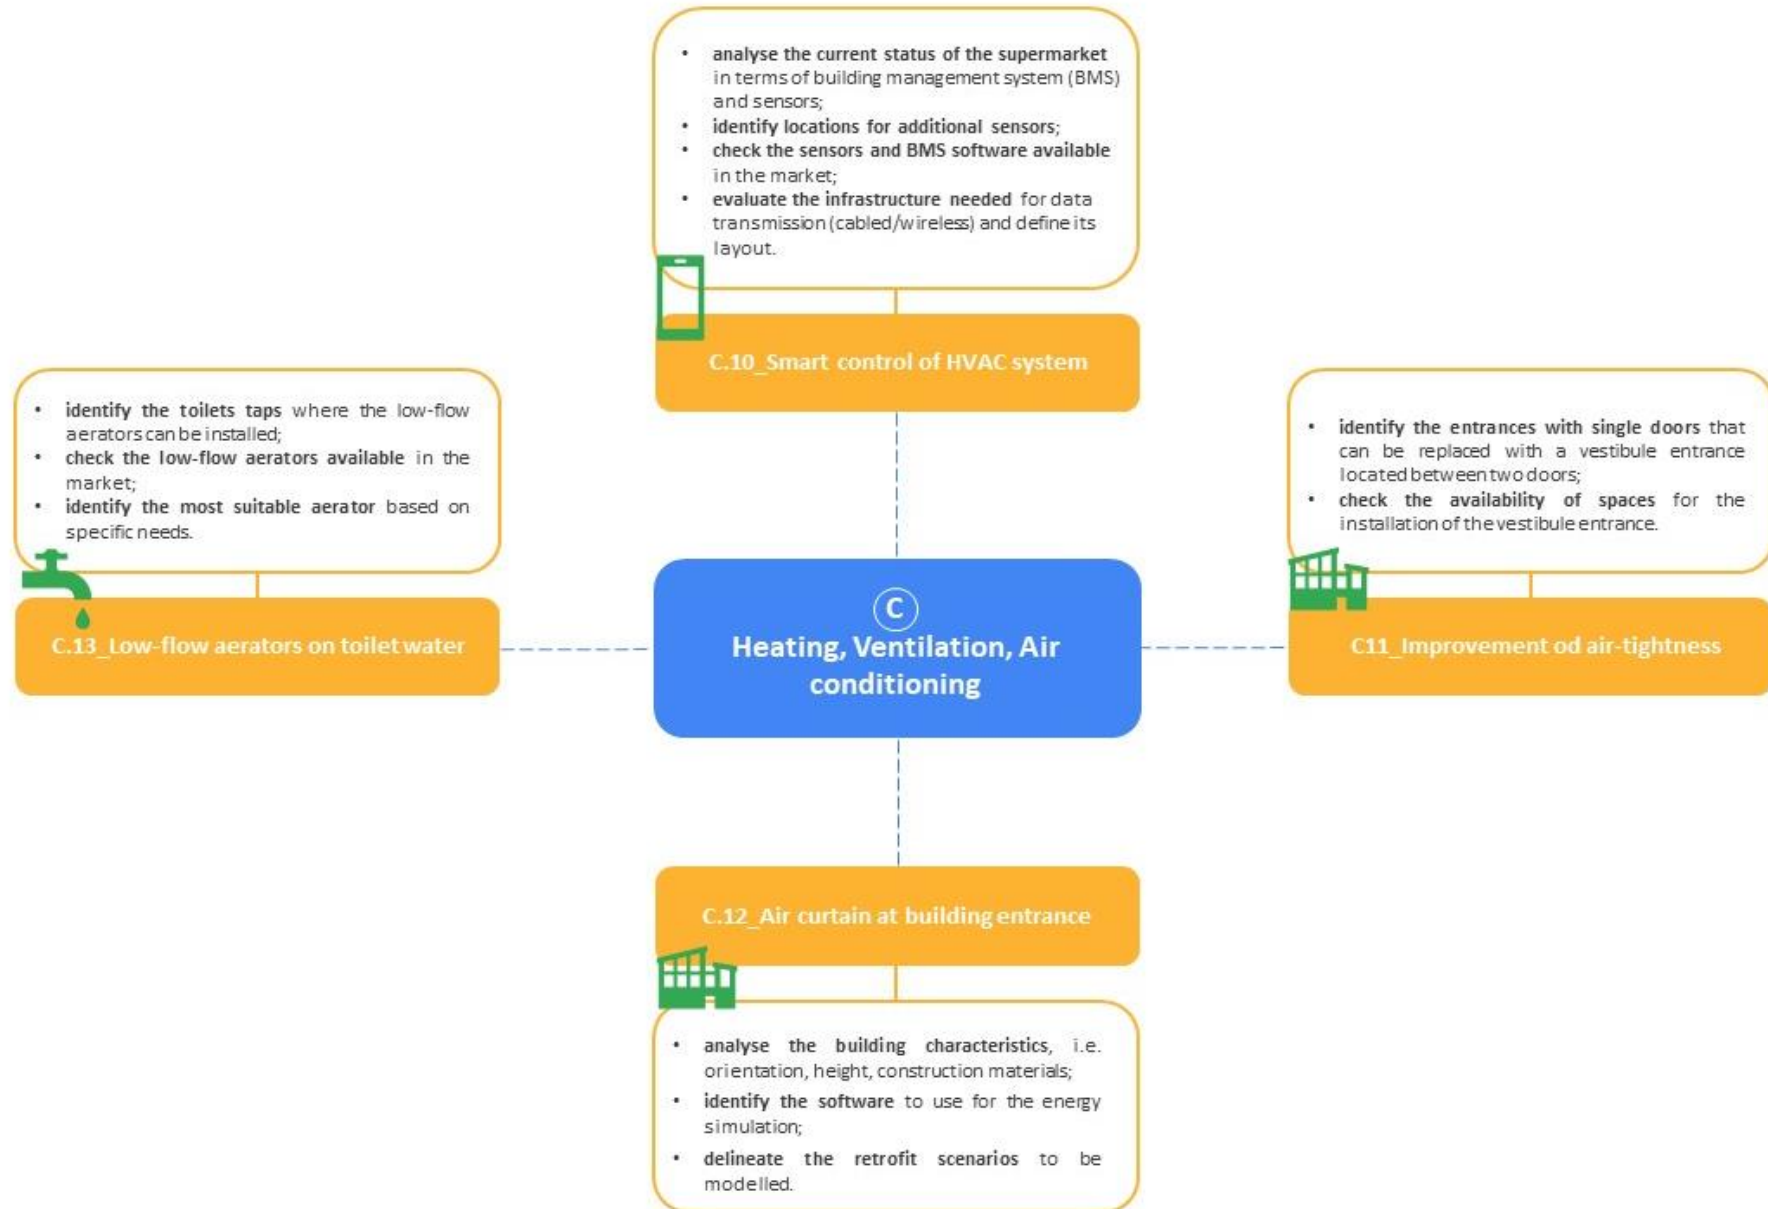 • analyse the current status of the supermarket
in terms of building management system (BMS)
and sensors;
• identify locations for additional sensors;
• check the sensors and BMS software available
in the market;
• evaluate the infrastructure needed for data
transmission (cabled/wireless) and define its
layout.
C.10_Smart control of HVAC system
• identify the toilets taps where the low-flow
aerators can be installed;
• check the low-flow aerators available in the
market;
• identify the most suitable aerator based on
specific needs.
C.13_Low-flow aerators on toilet water
C
Heating, Ventilation, Air
conditioning
• identify the entrances with single doors that
can be replaced with a vestibule entrance
located between two doors;
• check the availability of spaces for the
installation of the vestibule entrance.
C11_Improvement od air-tightness
C.12_Air curtain at building entrance
• analyse the building characteristics, i.e.
orientation, height, construction materials;
• identify the software to use for the energy
simulation;
• delineate the retrofit scenarios to be
modelled.